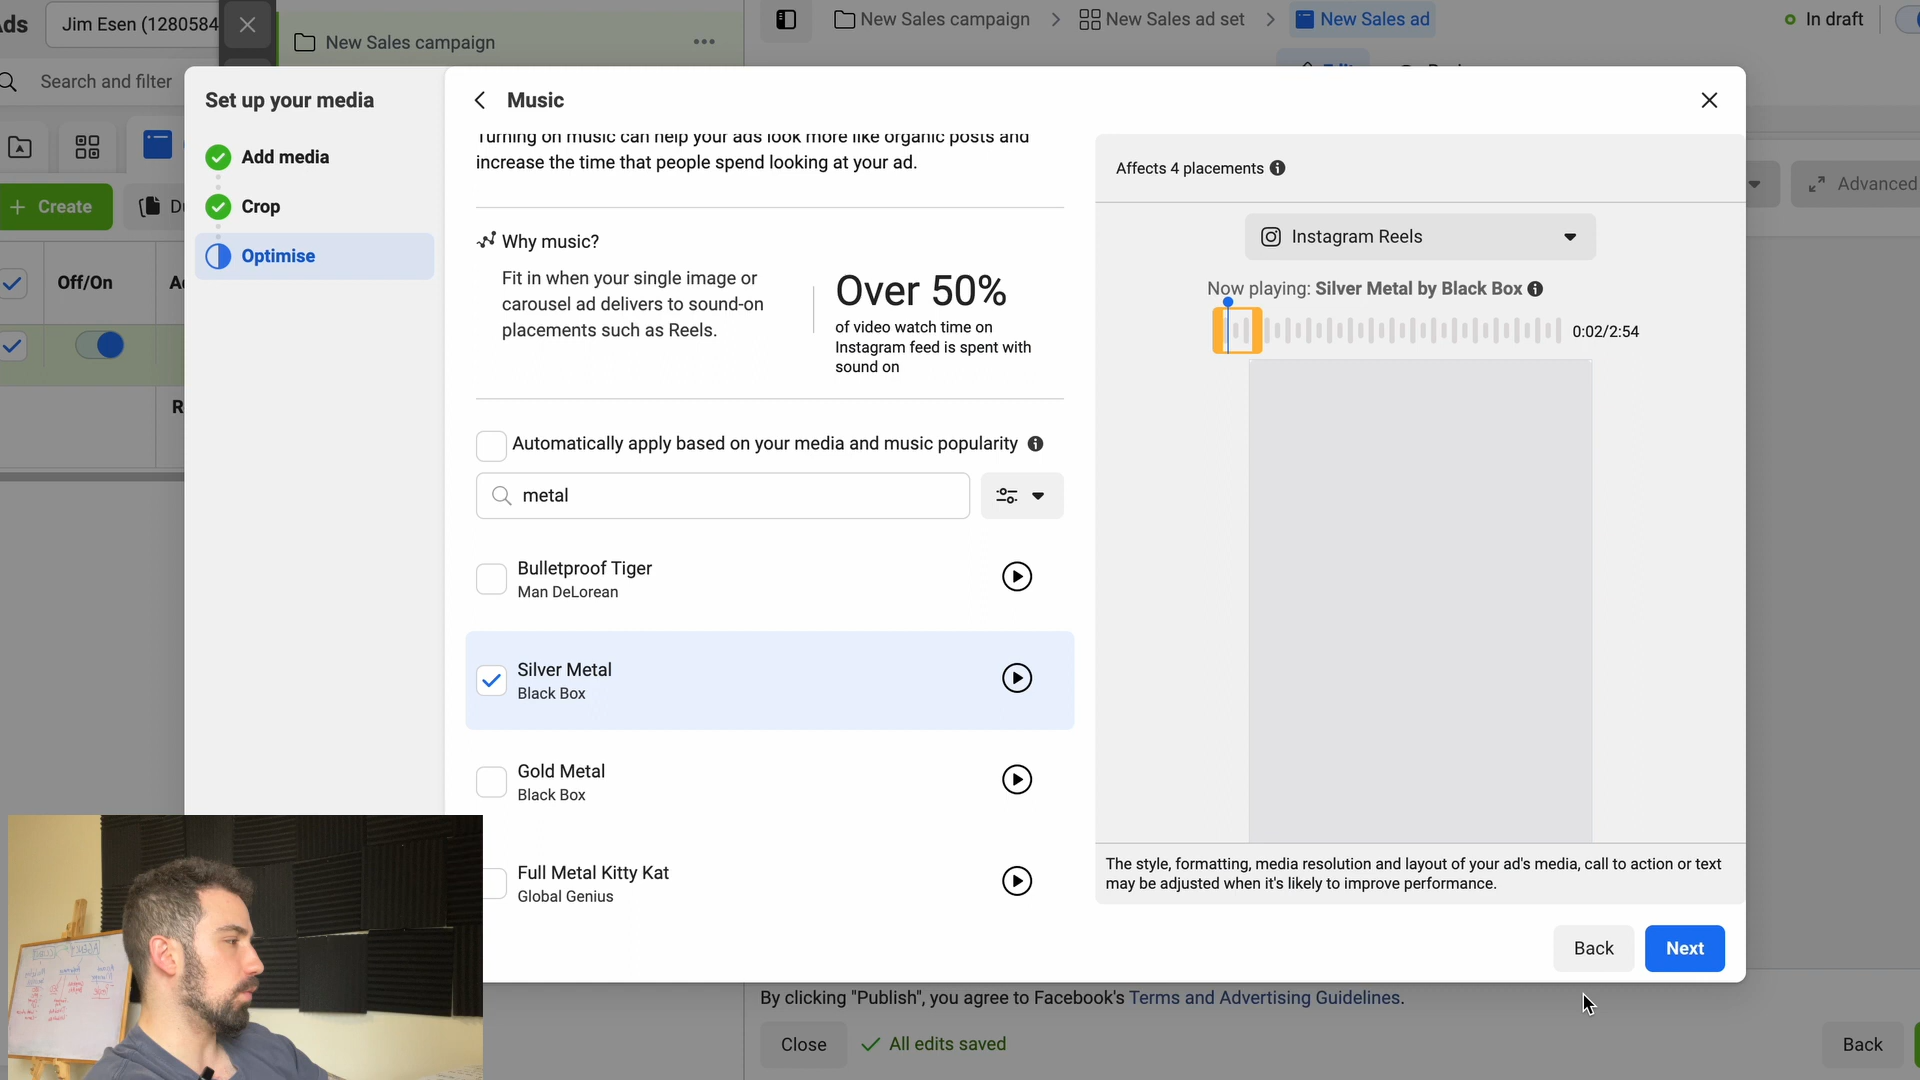 ds
Jim Esen (1280584
New Sales campaign
New Sales campaign
New Sales ad set
New Sales ad
In draft
Search and filter
Set up your media
Add media
Crop
Optimise
Create
Off/On
Music
Turning on music can help your ads look more like organic posts and
increase the time that people spend looking at your ad.
Why music?
Fit in when your single image or
carousel ad delivers to sound-on
placements such as Reels.
Over 50%
of video watch time on
Instagram feed is spent with
sound on
Automatically apply based on your media and music popularity
metal
Bulletproof Tiger
Man DeLorean
Silver Metal
Black Box
Gold Metal
Black Box
Full Metal Kitty Kat
Global Genius
Affects 4 placements
Instagram Reels
Now playing: Silver Metal by Black Box
0:02/2:54
The style, formatting, media resolution and layout of your ad's media, call to action or text
may be adjusted when it's likely to improve performance.
Back
Next
Advanced
By clicking "Publish", you agree to Facebook's Terms and Advertising Guidelines.
Close
All edits saved
Back